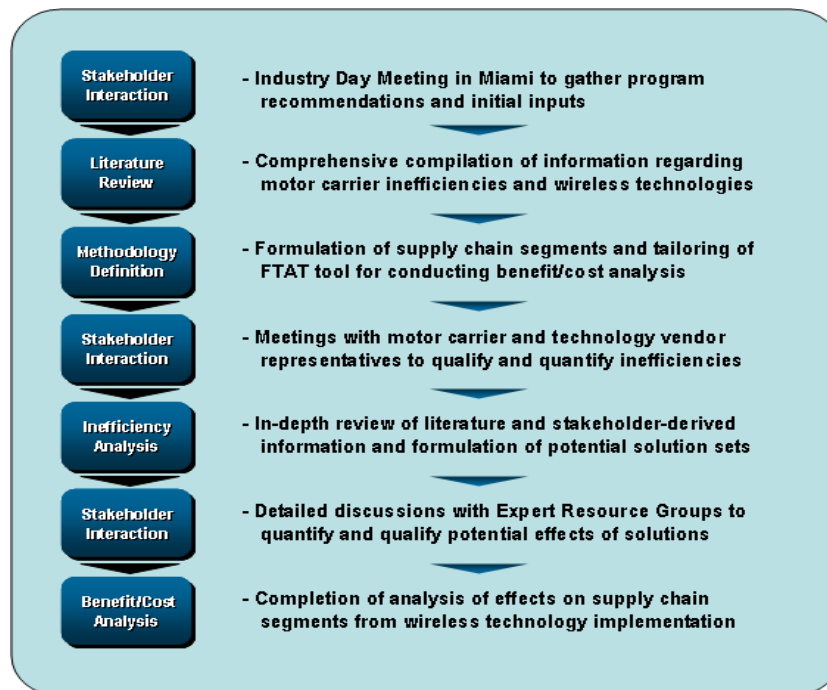 Stakeholder
Interaction
- Industry Day Meeting in Miami to gather program
recommendations and initial inputs
Literature
Review
- Comprehensive compilation of information regarding
motor carrier inefficiencies and wireless technologies
Methodology
Definition
- Formulation of supply chain segments and tailoring of
FTAT tool for conducting benefit/cost analysis
Stakeholder
Interaction
- Meetings with motor carrier and technology vendor
representatives to qualify and quantify inefficiencies
Inefficiency
Analysis
- In-depth review of literature and stakeholder-derived
information and formulation of potential solution sets
Stakeholder
Interaction
- Detailed discussions with Expert Resource Groups to
quantify and qualify potential effects of solutions
Benefit/Cost
Analysis
- Completion of analysis of effects on supply chain
segments from wireless technology implementation